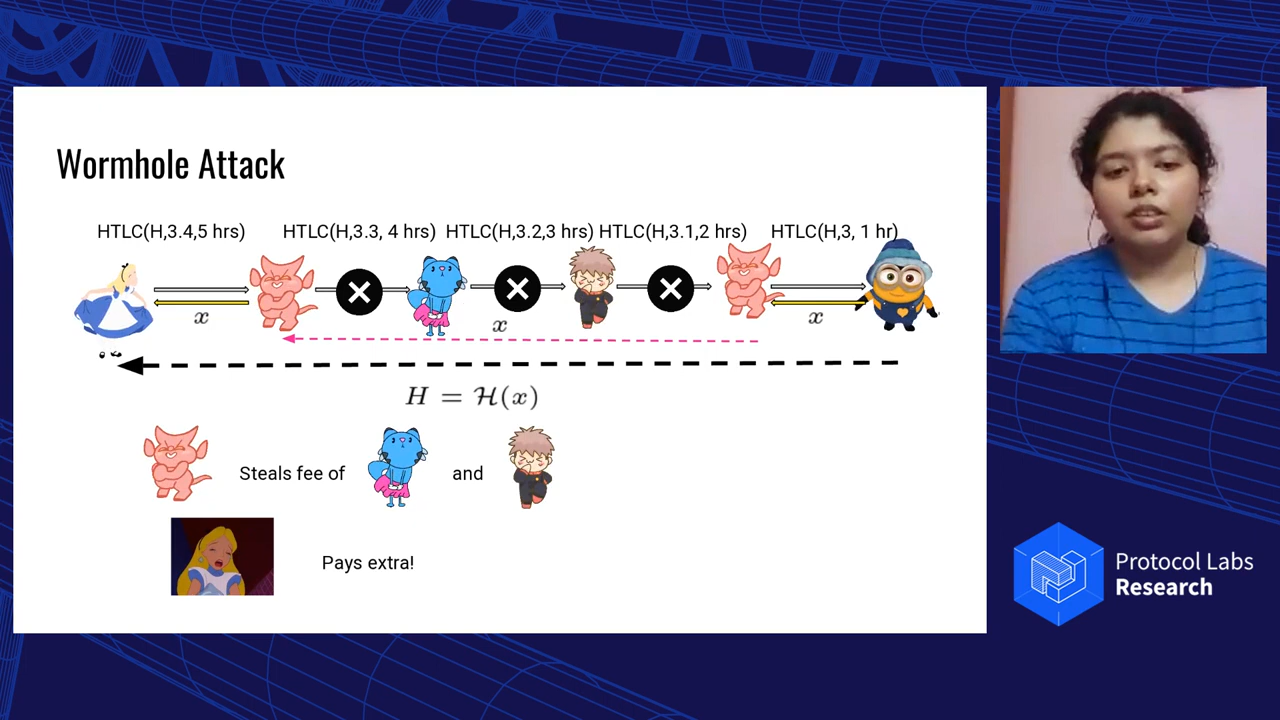 Wormhole Attack
HTLC(H,3.4,5 hrs) HTLC(H,3.3, 4 hrs) HTLC(H,3.2,3 hrs) HTLC(H,3.1,2 hrs) HTLC(H,3, 1 hr)
x x x
H = ℋ(x)
Steals fee of and
Pays extra!
Protocol Labs
Research